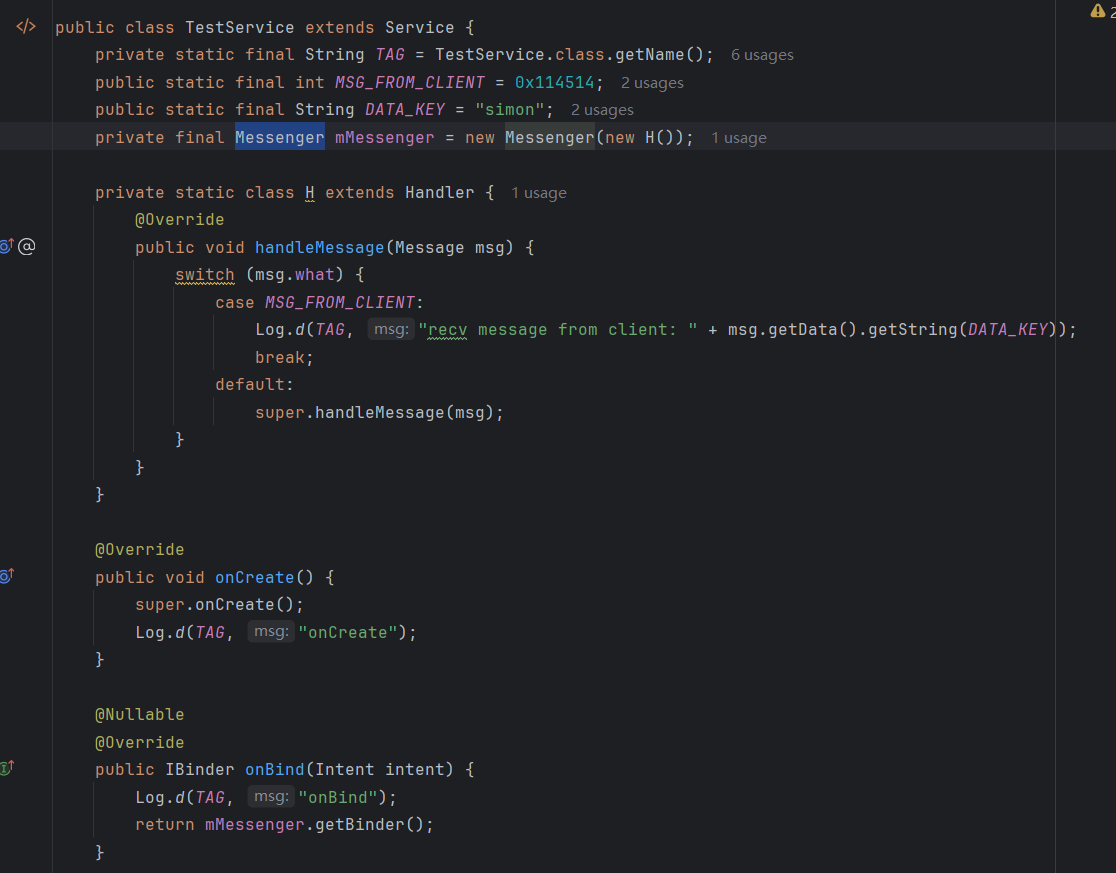 public class TestService extends Service {
private static final String TAG = TestService.class.getName(); 6 usages
public static final int MSG_FROM_CLIENT = 0x114514; 2 usages
public static final String DATA_KEY = "simon"; 2 usages
private final Messenger mMessenger = new Messenger(new H()); 1 usage
private static class H extends Handler { 1 usage
@Override
public void handleMessage(Message msg) {
switch (msg.what) {
case MSG_FROM_CLIENT:
Log.d(TAG, msg: "recv message from client: " + msg.getData().getString(DATA_KEY));
break;
default:
super.handleMessage(msg);
}
}
}
@Override
public void onCreate() {
super.onCreate();
Log.d(TAG, msg: "onCreate");
}
@Nullable
@Override
public IBinder onBind(Intent intent) {
Log.d(TAG, msg: "onBind");
return mMessenger.getBinder();
}